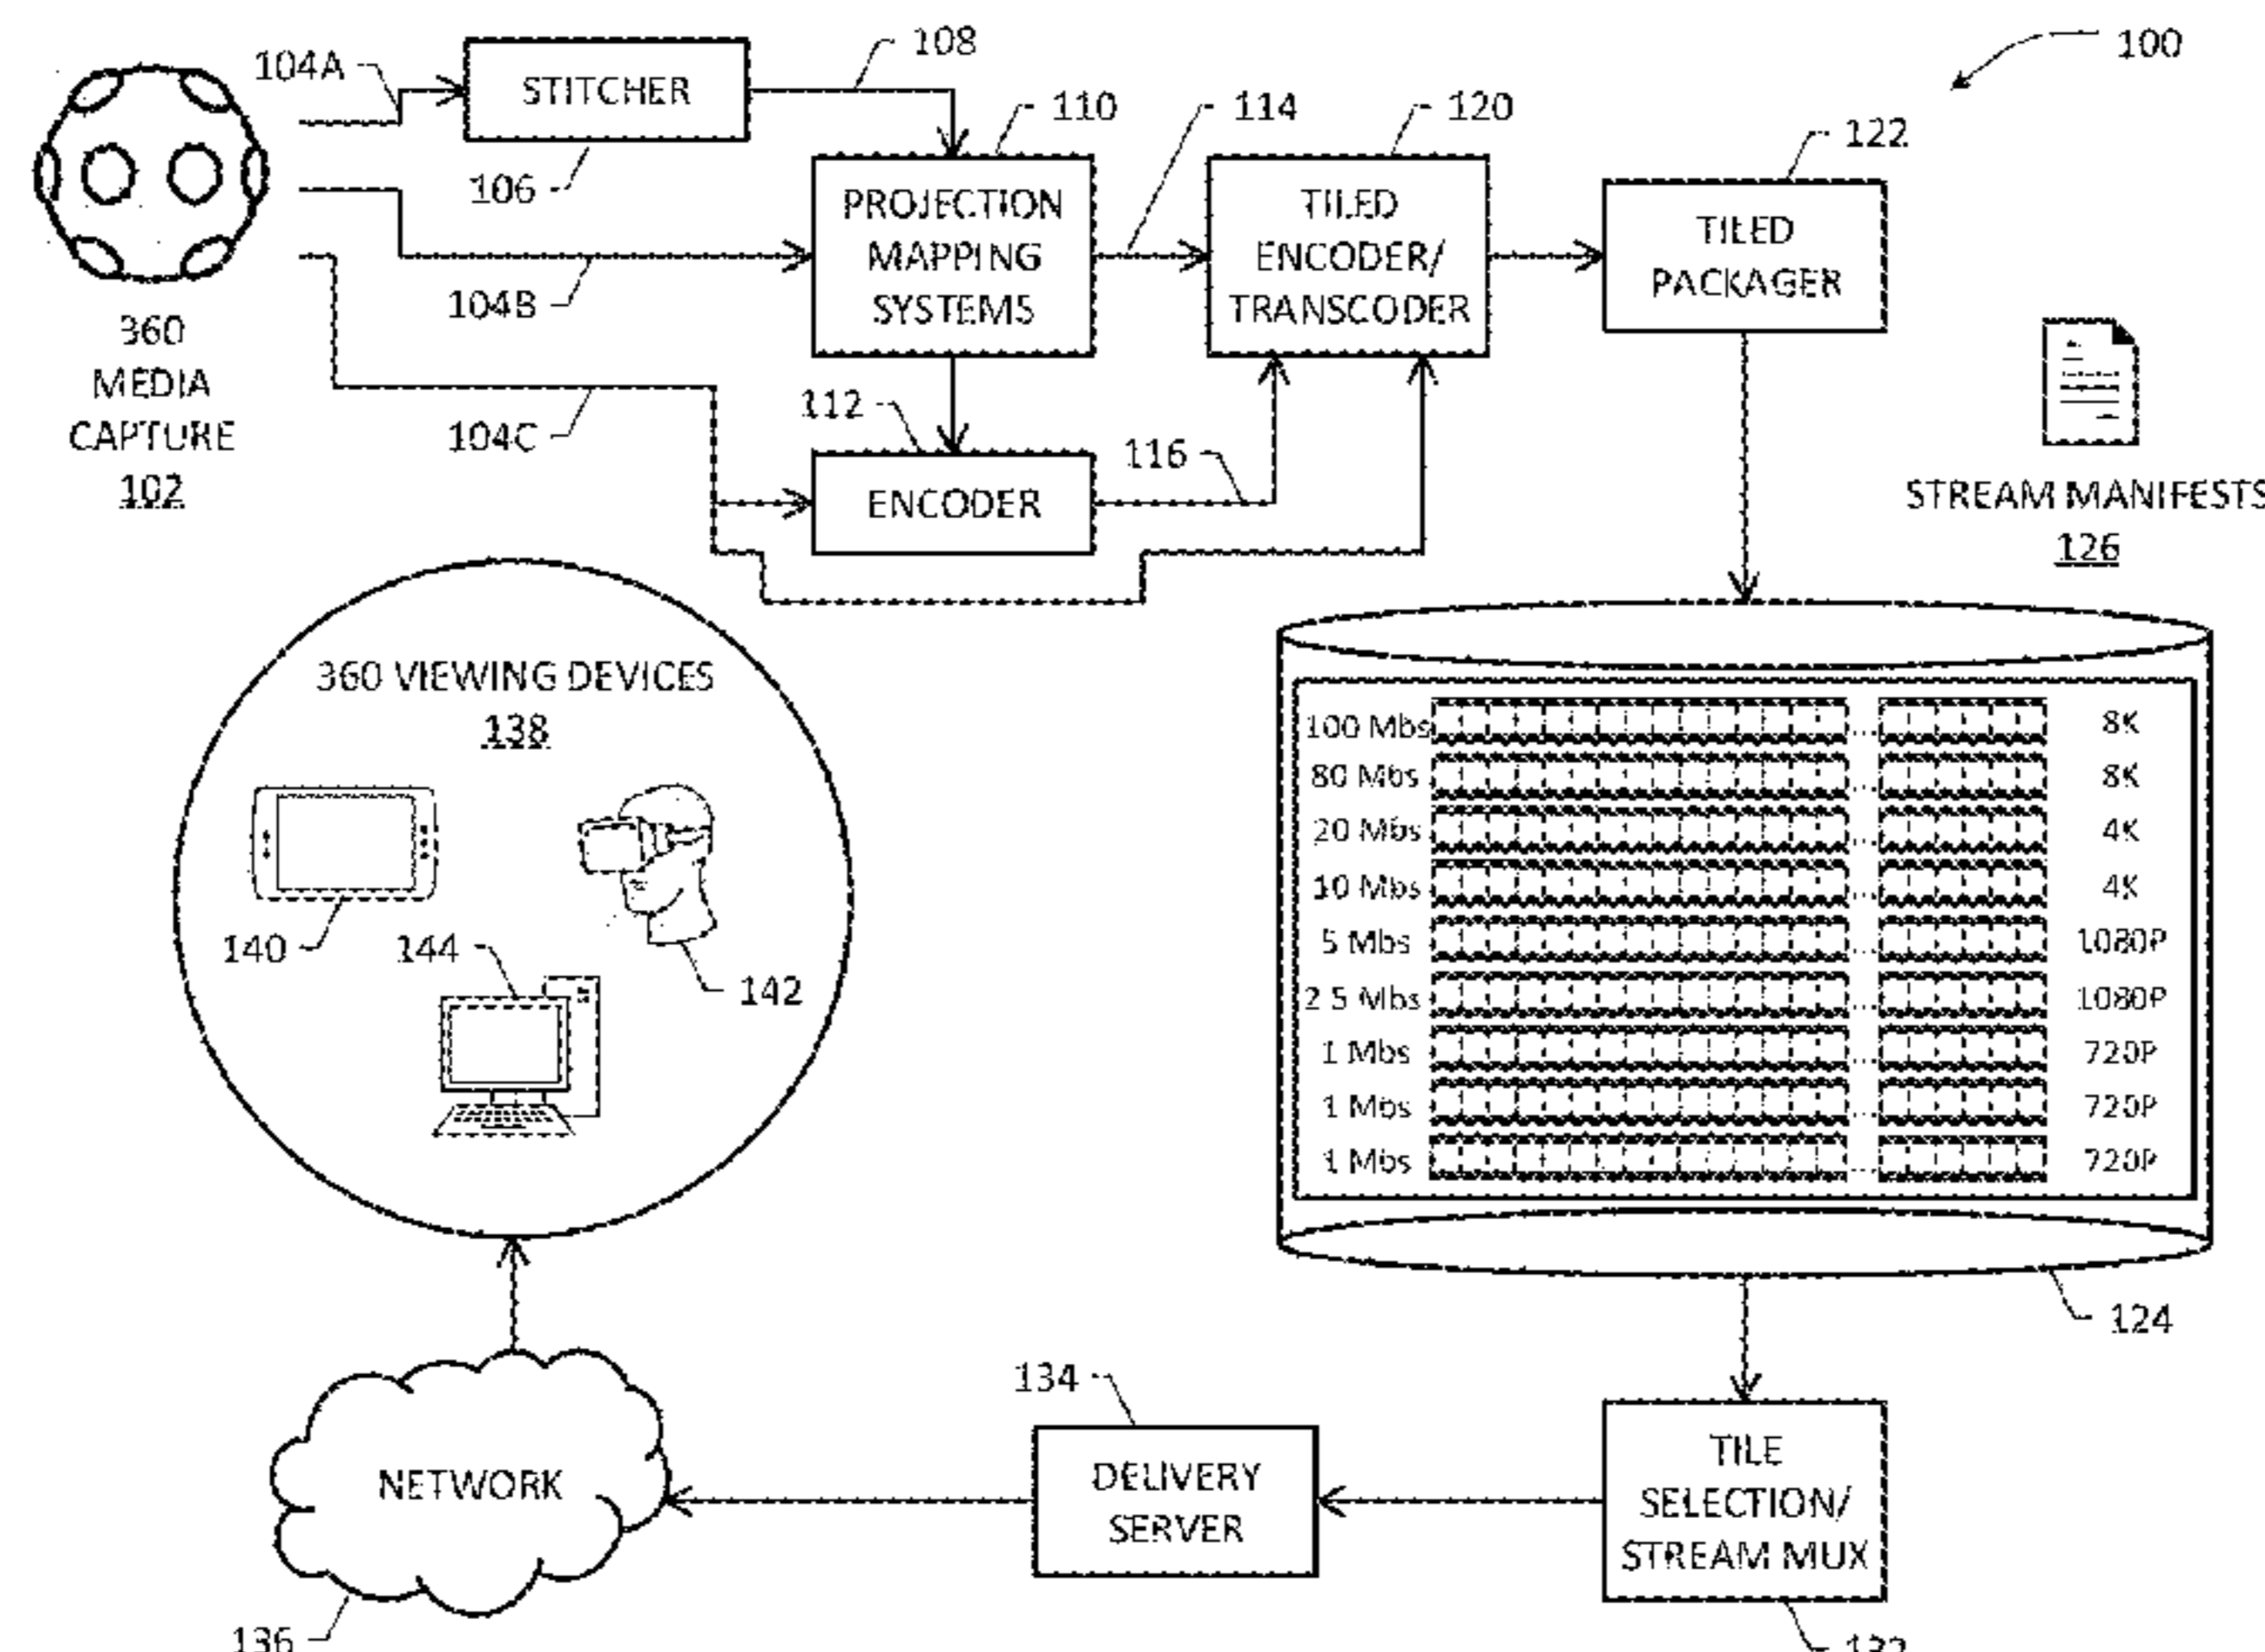 100
104A
STITCHER
108
106
110
114
120
122
PROJECTION
MAPPING
SYSTEMS
TILED
ENCODER/
TRANSCODER
TILED
PACKAGER
104B
360
MEDIA
CAPTURE
102
104C
112
ENCODER
116
STREAM MANIFESTS
126
360 VIEWING DEVICES
138
140
144
142
100 Mbs ... 8K
80 Mbs ... 8K
20 Mbs ... 4K
10 Mbs ... 4K
5 Mbs ... 1080P
2 5 Mbs ... 1080P
1 Mbs ... 720P
1 Mbs ... 720P
1 Mbs ... 720P
124
134
NETWORK
DELIVERY
SERVER
TILE
SELECTION/
STREAM MUX
136
132